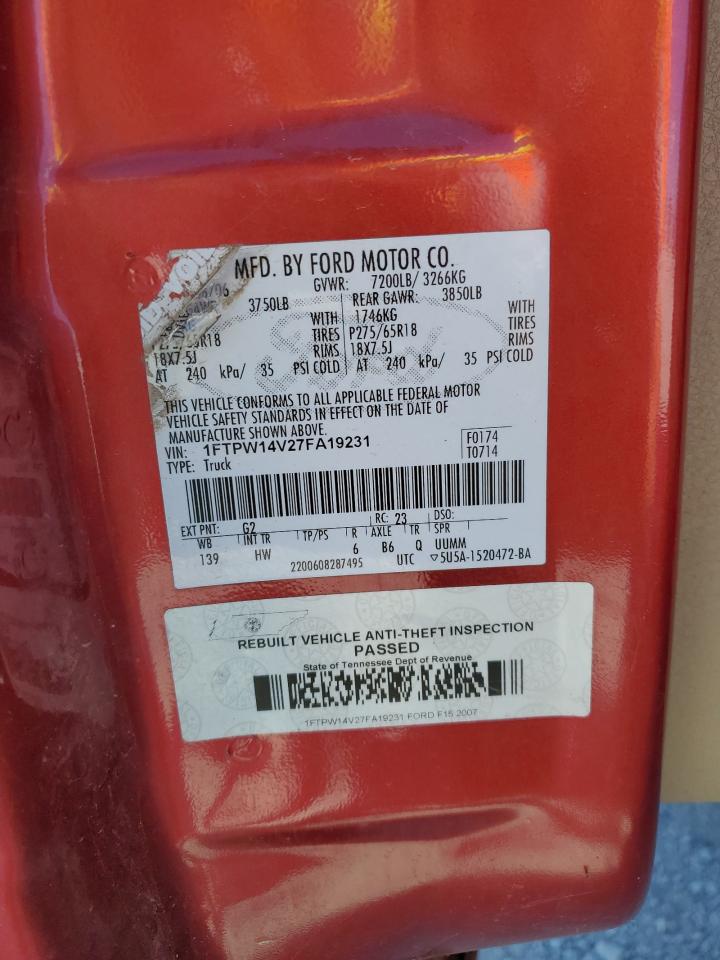 MFD. BY FORD MOTOR CO.
GVWR: 7200LB/ 3266KG
3750LB REAR GAWR: 3850LB
WITH 1746KG WITH
TIRES P275/65R18 TIRES
18X7.5J RIMS 18X7.5J RIMS
AT 240 kPa/ 35 PSI COLD AT 240 kPa/ 35 PSI COLD
THIS VEHICLE CONFORMS TO ALL APPLICABLE FEDERAL MOTOR
VEHICLE SAFETY STANDARDS IN EFFECT ON THE DATE OF
MANUFACTURE SHOWN ABOVE.
VIN: 1FTPW14V27FA19231 F0174
TYPE: Truck T0714
EXT PNT: G2 RC: 23 DSO:
WB INT TR TP/PS R AXLE TR SPR
139 HW 6 B6 Q UUMM
2200608287495 UTC ▽5U5A-1520472-BA
REBUILT VEHICLE ANTI-THEFT INSPECTION
PASSED
State of Tennessee Dept of Revenue
1FTPW14V27FA19231 FORD F15 2007